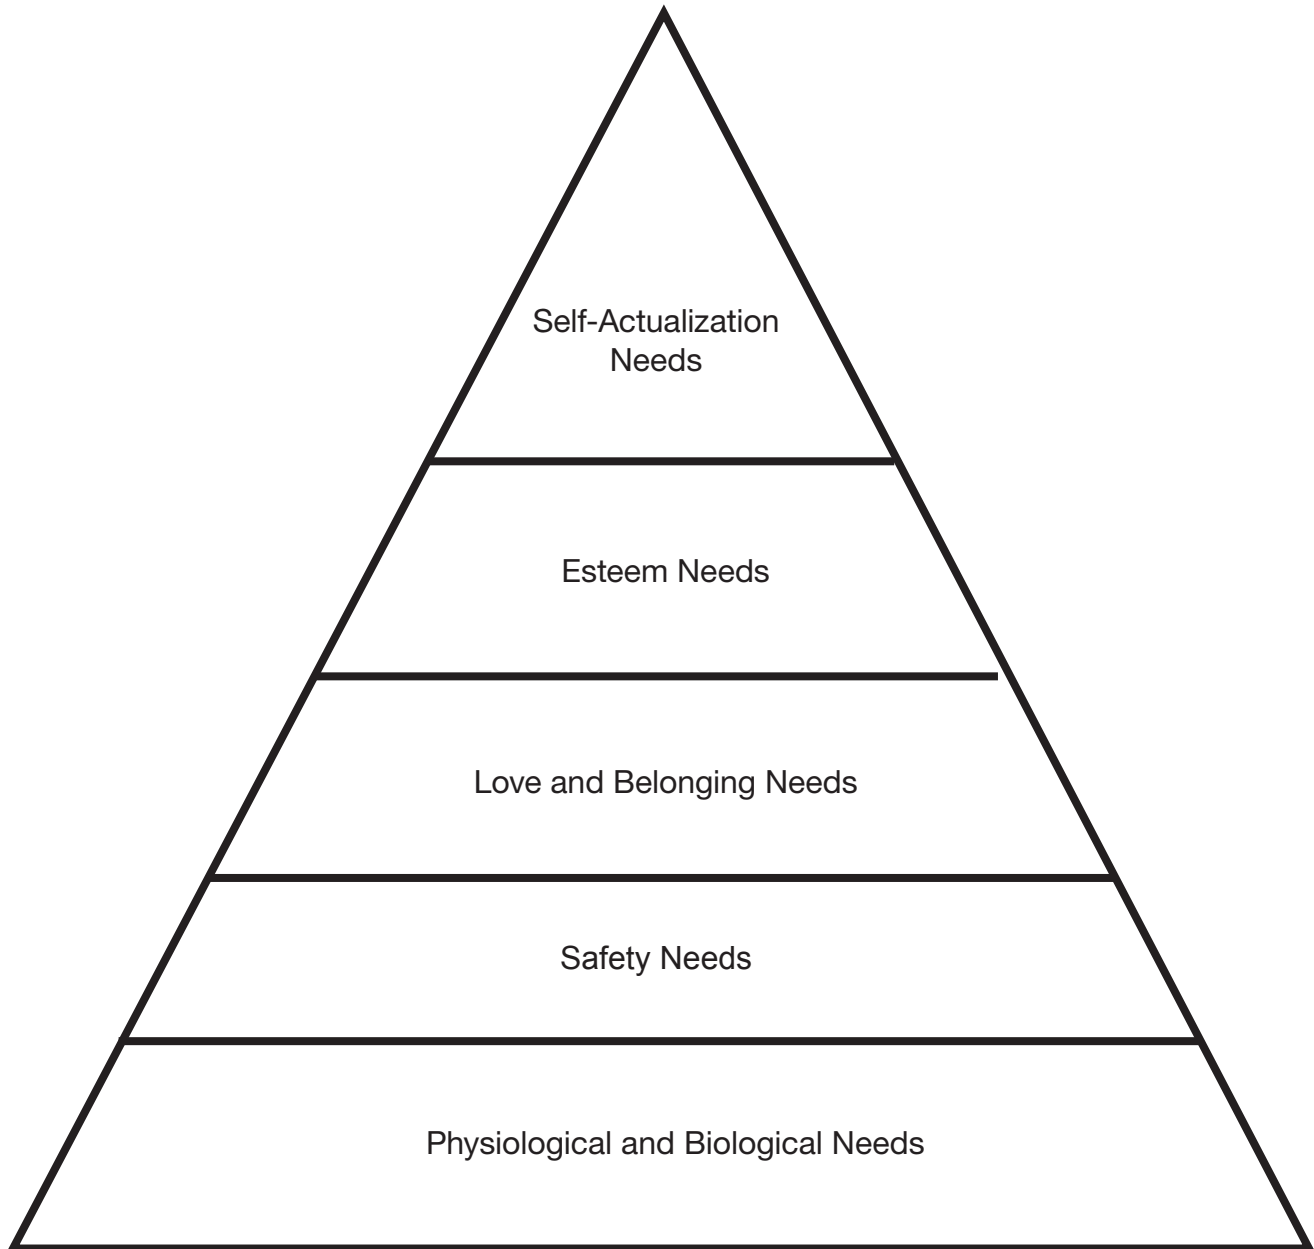 Self-Actualization
Needs
Esteem Needs
Love and Belonging Needs
Safety Needs
Physiological and Biological Needs